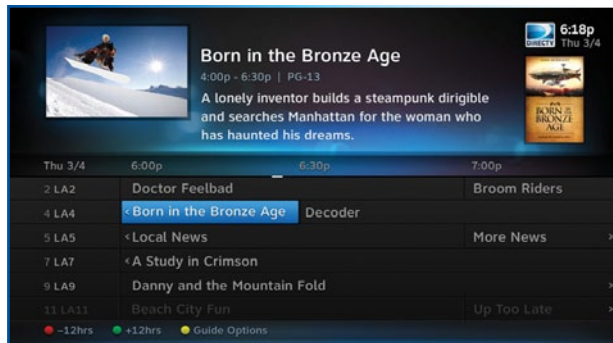 Born in the Bronze Age
4:00p - 6:30p | PG-13
A lonely inventor builds a steampunk dirigible
and searches Manhattan for the woman who
has haunted his dreams.
DIRECTV
6:18p
Thu 3/4
BORN IN THE
BRONZE
AGE
Thu 3/4 6:00p 6:30p 7:00p
2 LA2 Doctor Feelbad Broom Riders
4 LA4 <Born in the Bronze Age Decoder
5 LA5 <Local News More News >
7 LA7 <A Study in Crimson
9 LA9 Danny and the Mountain Fold >
11 LA11 Beach City Fun Up Too Late >
-12hrs +12hrs Guide Options